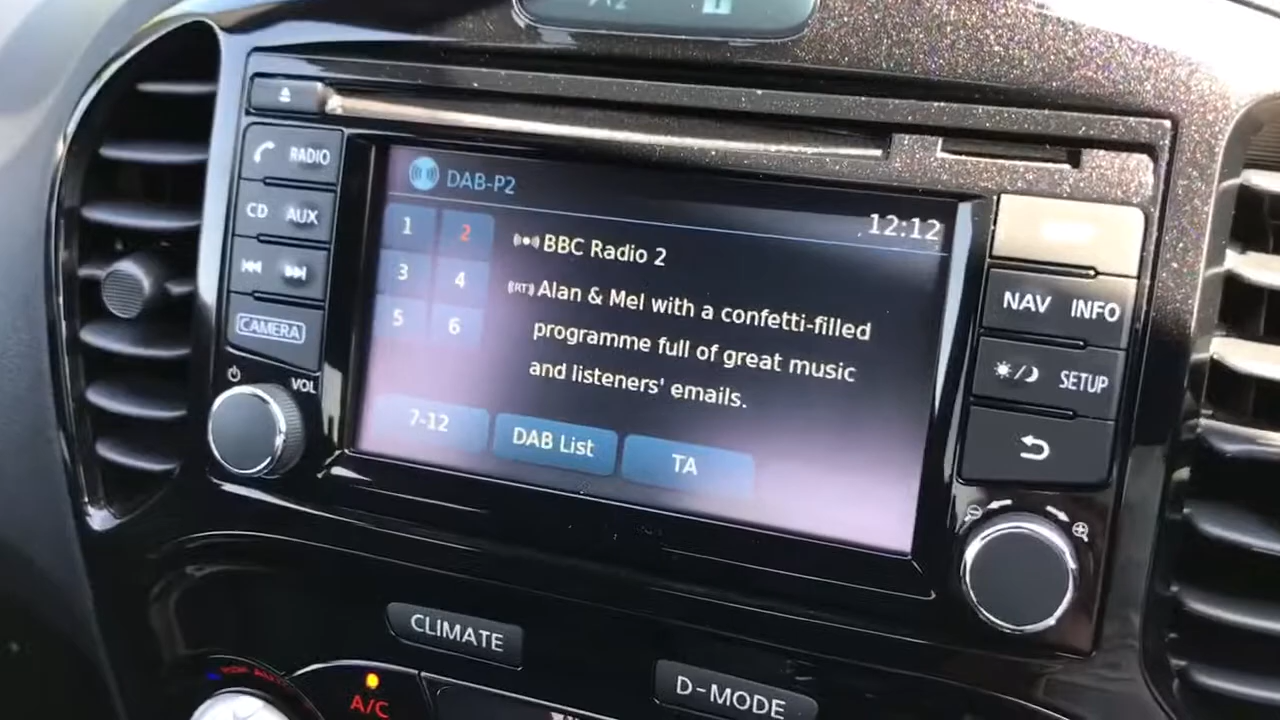 RADIO
CD AUX
CAMERA
VOL
DAB-P2
12:12
1 2
3 4
5 6
BBC Radio 2
(RT) Alan & Mel with a confetti-filled
programme full of great music
and listeners' emails.
7-12 DAB List TA
NAV INFO
SETUP
CLIMATE
D-MODE
A/C